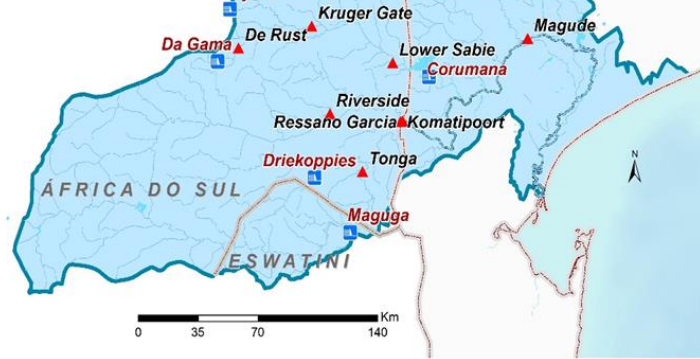 Kruger Gate
Magude
De Rust
Da Gama
Lower Sabie
Corumana
Riverside
Ressano Garcia
Komatipoort
Driekoppies
Tonga
ÁFRICA DO SUL
Maguga
ESWATINI
N
Km
0 35 70 140